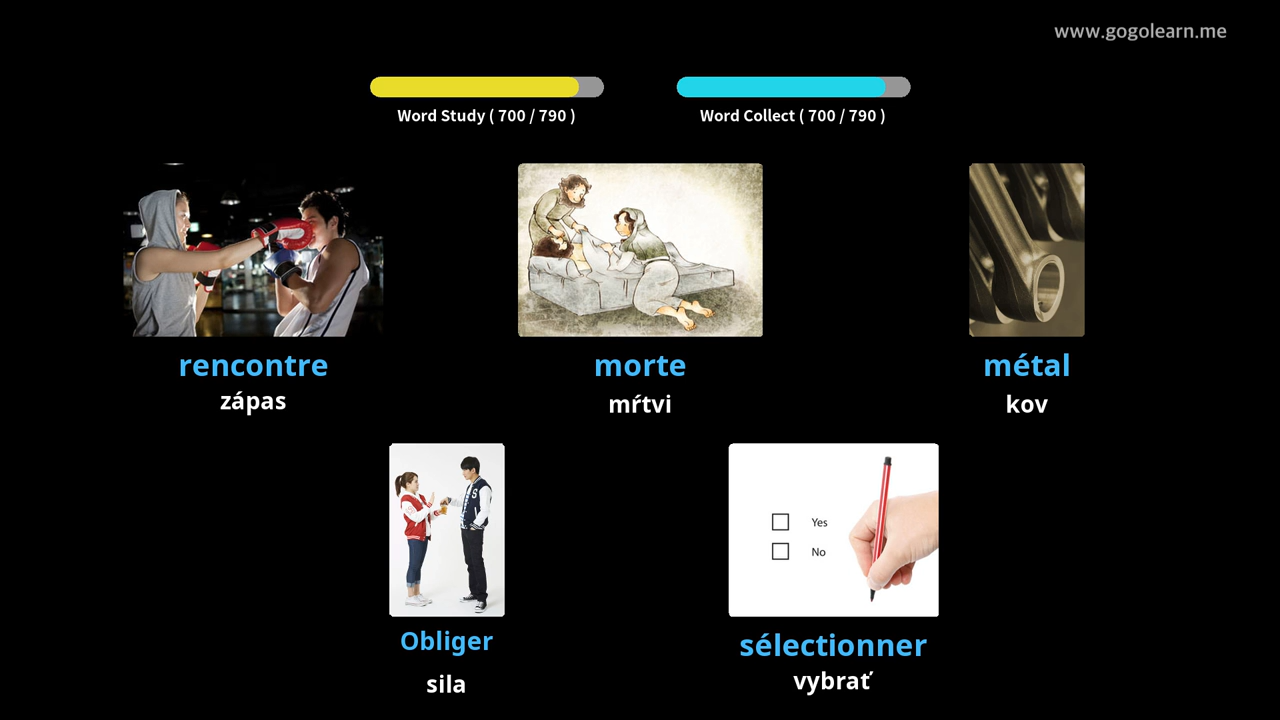 www.gogolearn.me
Word Study ( 700 / 790 )
Word Collect ( 700 / 790 )
rencontre
zápas
morte
mŕtvi
métal
kov
Yes
No
Obliger
sila
sélectionner
vybrať